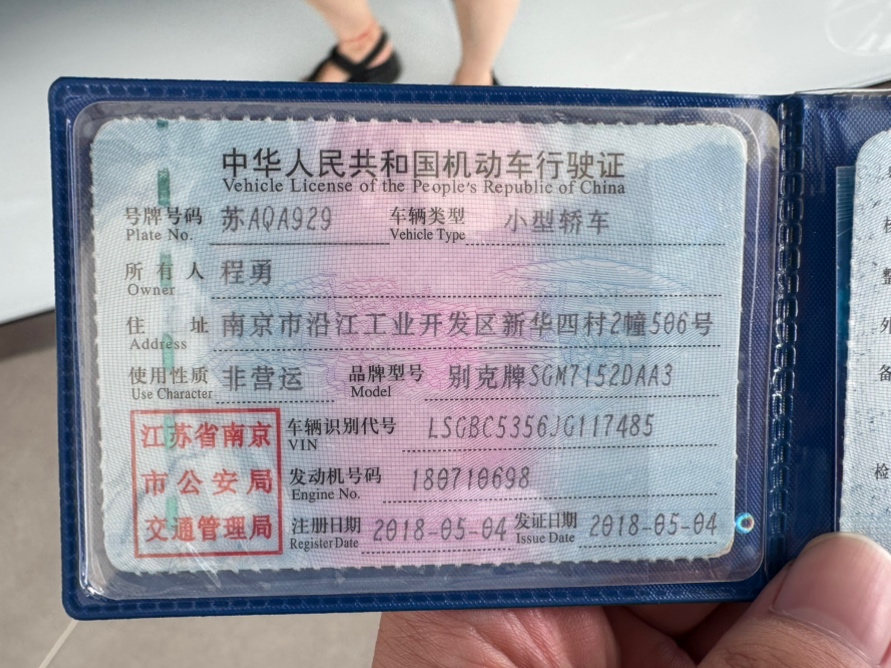 中华人民共和国机动车行驶证
Vehicle License of the People's Republic of China
号牌号码 苏AQA929 车辆类型 小型轿车
Plate No. Vehicle Type
所有人 程勇
Owner
住址 南京市沿江工业开发区新华四村2幢506号
Address
使用性质 非营运 品牌型号 别克牌SGM7152DAA3
Use Character Model
江苏省南京
市公安局
交通管理局
车辆识别代号 LSGBC5356JG117485
VIN
发动机号码 180710698
Engine No.
注册日期 2018-05-04 发证日期 2018-05-04
Register Date Issue Date